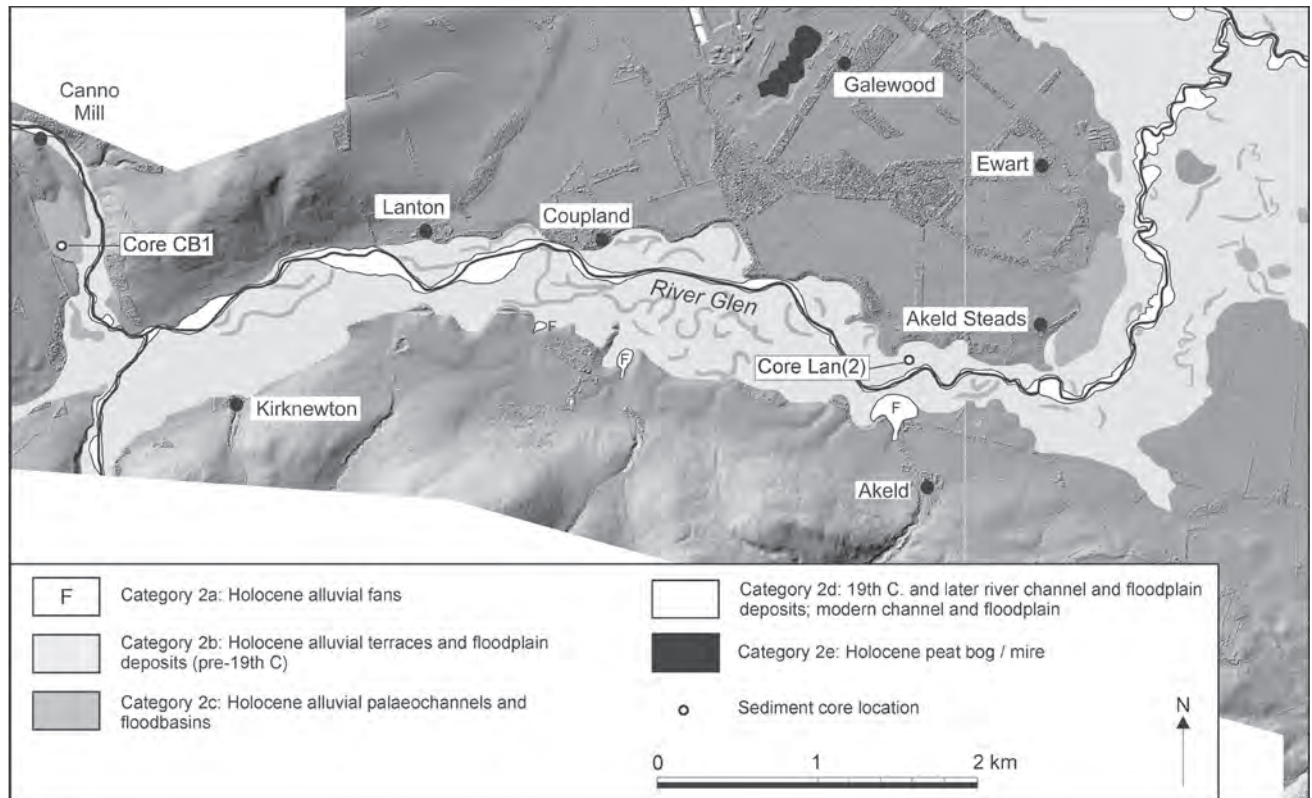 Canno
Mill
Galewood
Ewart
Lanton
Coupland
Core CB1
River Glen
Akeld Steads
F
F
Core Lan(2)
F
Kirknewton
Akeld
F Category 2a: Holocene alluvial fans
Category 2b: Holocene alluvial terraces and floodplain
deposits (pre-19th C)
Category 2c: Holocene alluvial palaeochannels and
floodbasins
Category 2d: 19th C. and later river channel and floodplain
deposits; modern channel and floodplain
Category 2e: Holocene peat bog / mire
Sediment core location
N
0 1 2 km